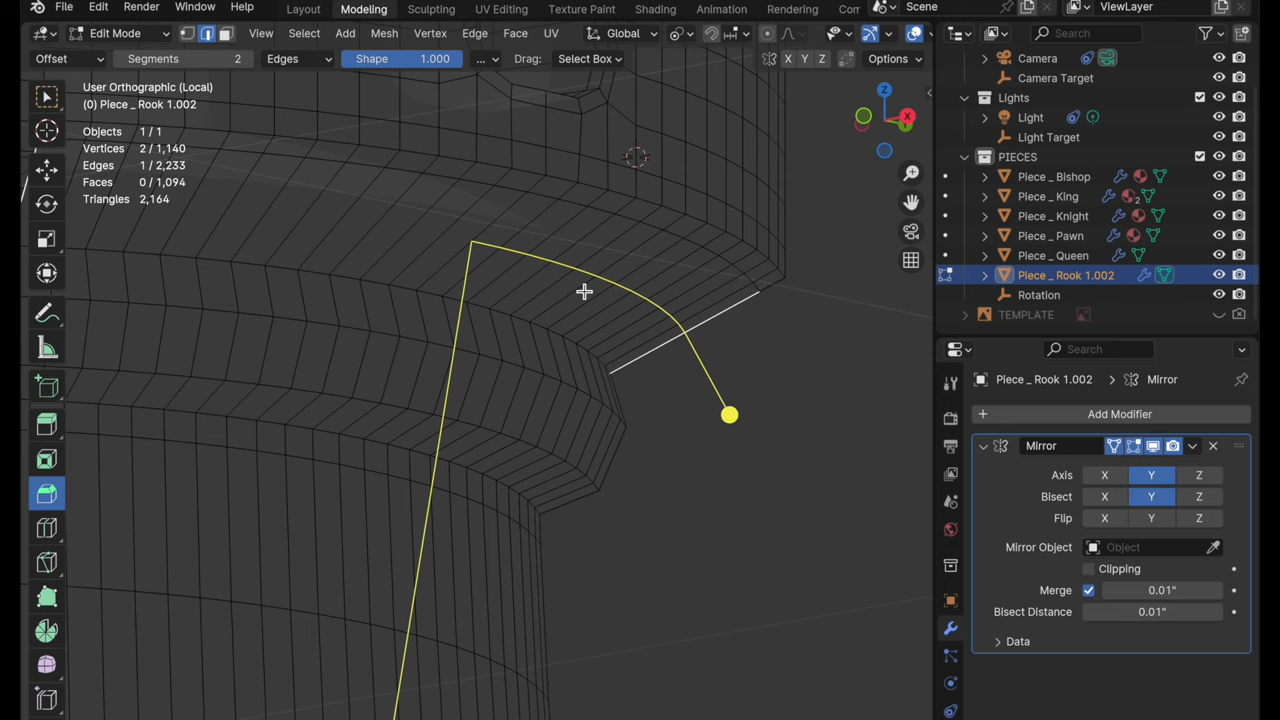 File Edit Render Window Help Layout Modeling Sculpting UV Editing Texture Paint Shading Animation Rendering Scene ViewLayer
Edit Mode View Select Add Mesh Vertex Edge Face UV Global Search
Offset Segments 2 Edges Shape 1.000 ... Drag: Select Box X Y Z Options
User Orthographic (Local)
(0) Piece _ Rook 1.002
Objects 1 / 1
Vertices 2 / 1,140
Edges 1 / 2,233
Faces 0 / 1,094
Triangles 2,164
Z
X
Y
Camera
Camera Target
Lights
Light
Light Target
PIECES
Piece _ Bishop
Piece _ King 2
Piece _ Knight
Piece _ Pawn
Piece _ Queen
Piece _ Rook 1.002
Rotation
TEMPLATE
Search
Piece _ Rook 1.002 > Mirror
+ Add Modifier
Mirror
Axis X Y Z
Bisect X Y Z
Flip X Y Z
Mirror Object Object
Clipping
Merge 0.01"
Bisect Distance 0.01"
Data